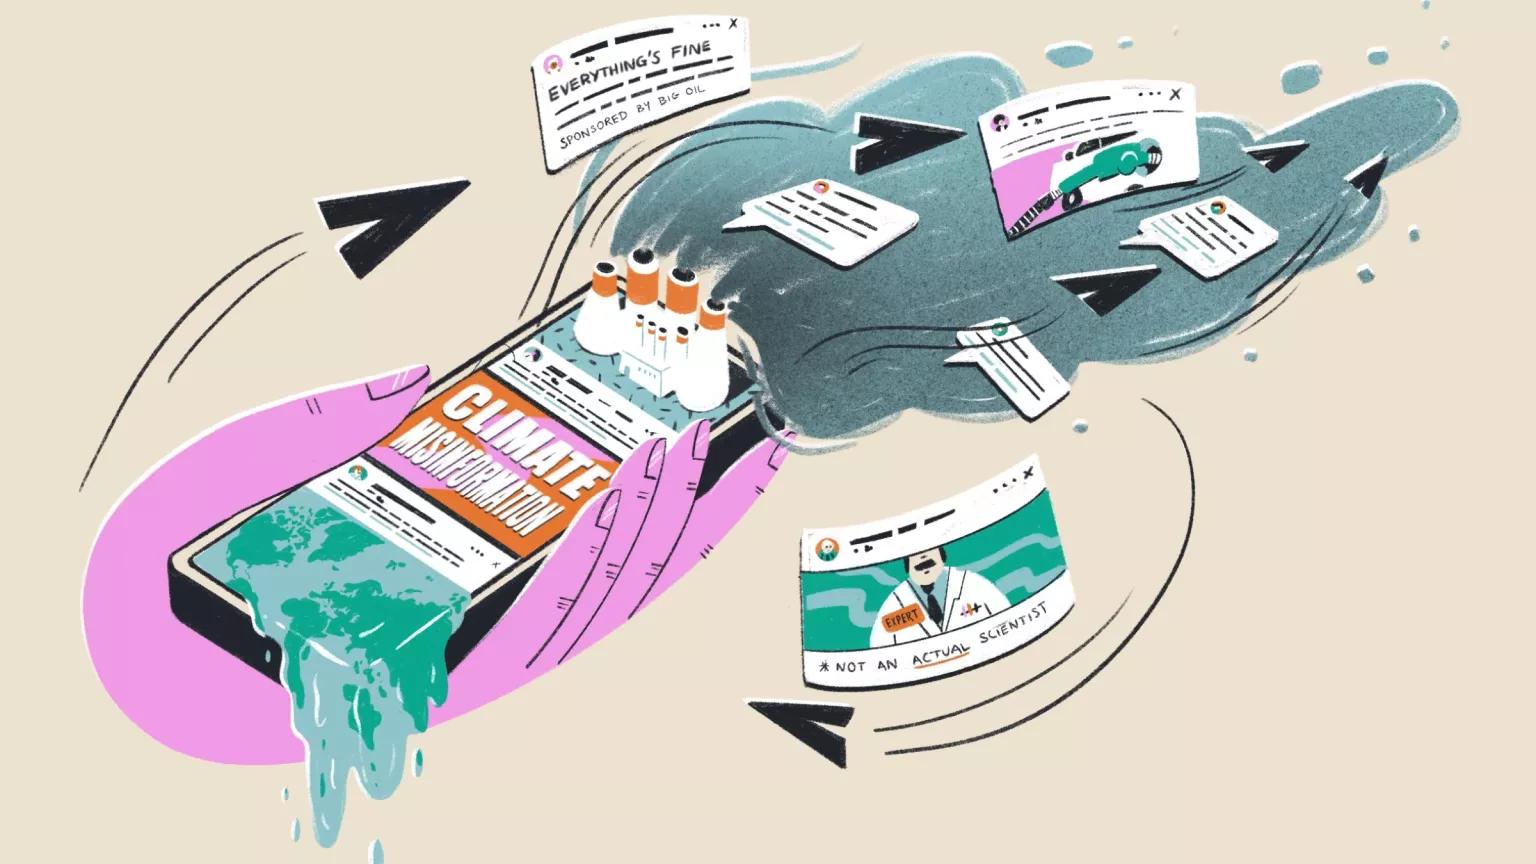 EVERYTHING'S FINE
SPONSORED BY BIG OIL
CLIMATE
MISINFORMATION
EXPERT
*NOT AN ACTUAL SCIENTIST